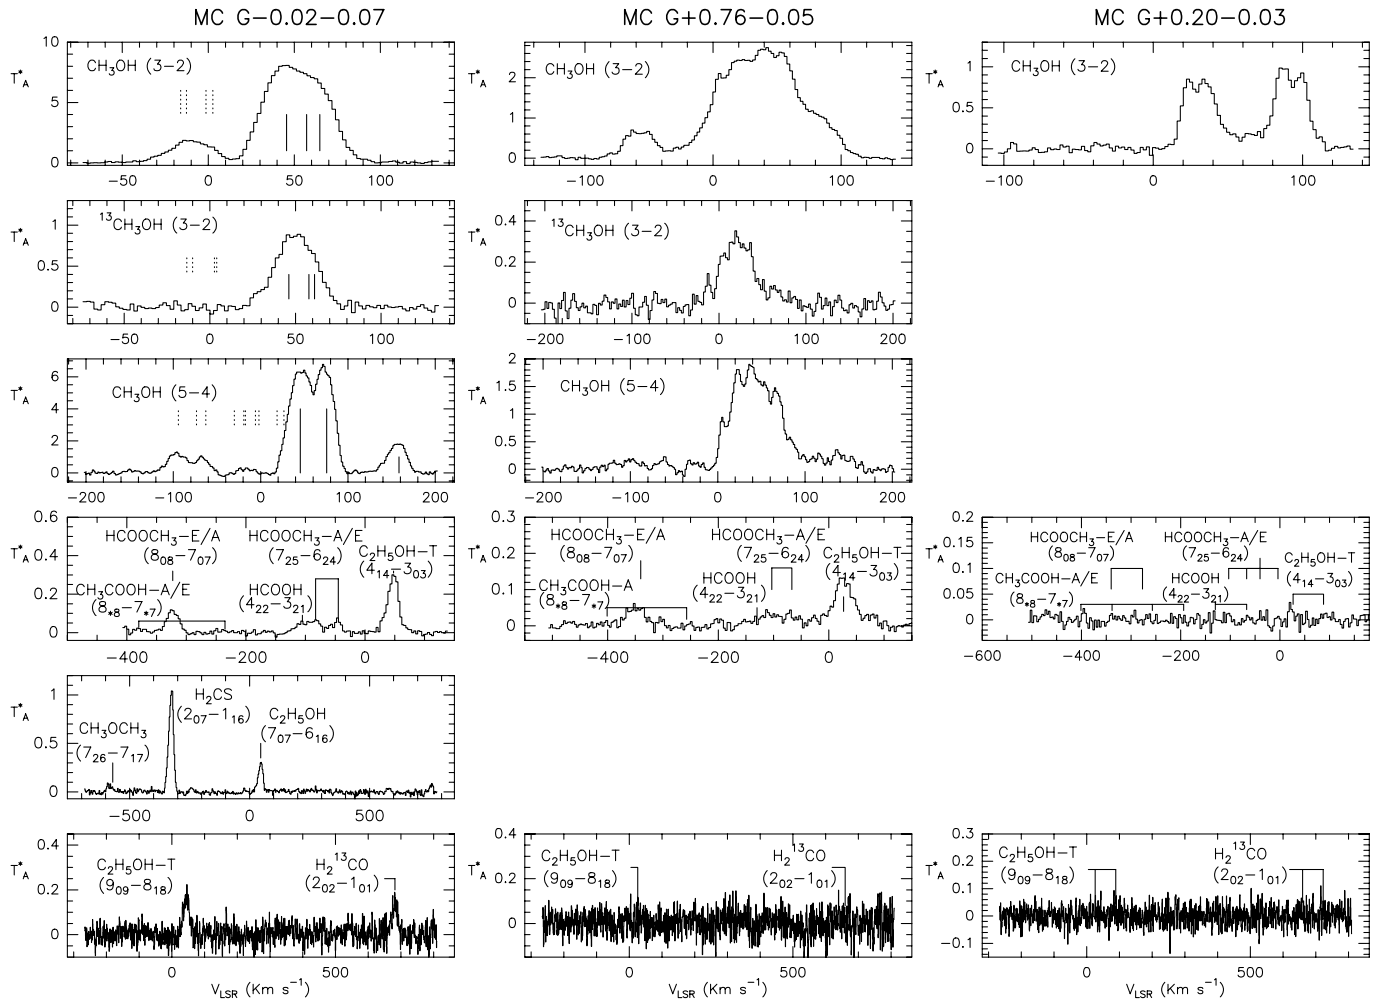 MC G−0.02−0.07
MC G+0.76−0.05
MC G+0.20−0.03
CH₃OH (3−2)
T*A
10
5
0
−50 0 50 100
CH₃OH (3−2)
T*A
2
1
0
−100 0 100
CH₃OH (3−2)
T*A
1
0.5
0
−100 0 100
¹³CH₃OH (3−2)
T*A
1
0.5
0
−50 0 50 100
¹³CH₃OH (3−2)
T*A
0.4
0.2
0
−200 −100 0 100 200
CH₃OH (5−4)
T*A
6
4
2
0
−200 −100 0 100 200
CH₃OH (5−4)
T*A
2
1.5
1
0.5
0
−200 −100 0 100 200
T*A
0.6
0.4
0.2
0
HCOOCH₃−E/A
(8₀₈−7₀₇)
HCOOCH₃−A/E
(7₂₅−6₂₄)
C₂H₅OH−T
(4₁₄−3₀₃)
CH₃COOH−A/E
(8*₈−7*₇)
HCOOH
(4₂₂−3₂₁)
−400 −200 0
T*A
0.3
0.2
0.1
0
HCOOCH₃−E/A
(8₀₈−7₀₇)
HCOOCH₃−A/E
(7₂₅−6₂₄)
C₂H₅OH−T
(4₁₄−3₀₃)
CH₃COOH−A
(8*₈−7*₇)
HCOOH
(4₂₂−3₂₁)
−400 −200 0
T*A
0.2
0.15
0.1
0.05
0
HCOOCH₃−E/A
(8₀₈−7₀₇)
HCOOCH₃−A/E
(7₂₅−6₂₄)
C₂H₅OH−T
(4₁₄−3₀₃)
CH₃COOH−A/E
(8*₈−7*₇)
HCOOH
(4₂₂−3₂₁)
−600 −400 −200 0
T*A
1
0.5
0
CH₃OCH₃
(7₂₆−7₁₇)
H₂CS
(2₀₇−1₁₆)
C₂H₅OH
(7₀₇−6₁₆)
−500 0 500
T*A
0.4
0.2
0
C₂H₅OH−T
(9₀₉−8₁₈)
H₂¹³CO
(2₀₂−1₀₁)
0 500
V_LSR (Km s⁻¹)
T*A
0.4
0.2
0
C₂H₅OH−T
(9₀₉−8₁₈)
H₂¹³CO
(2₀₂−1₀₁)
0 500
V_LSR (Km s⁻¹)
T*A
0.3
0.2
0.1
0
−0.1
C₂H₅OH−T
(9₀₉−8₁₈)
H₂¹³CO
(2₀₂−1₀₁)
0 500
V_LSR (Km s⁻¹)